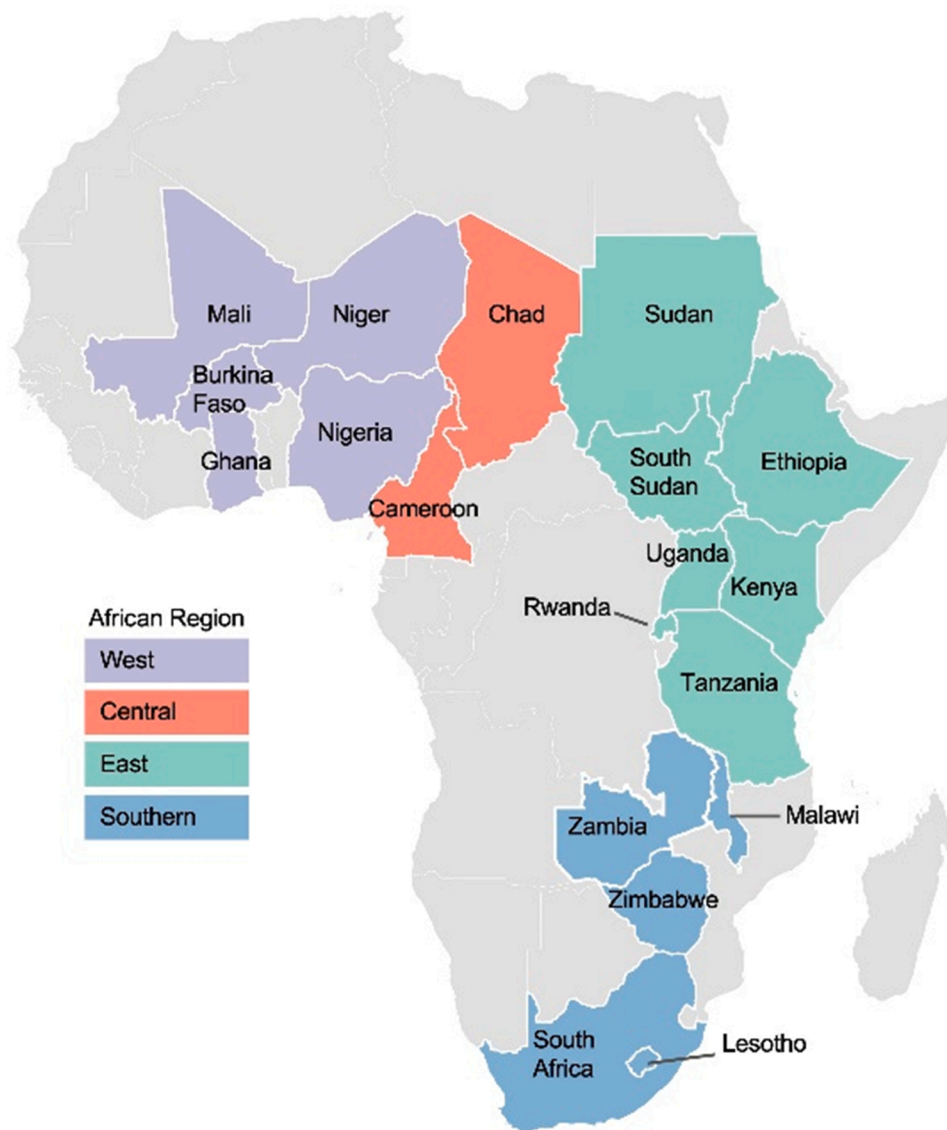 Mali
Niger
Chad
Sudan
Burkina
Faso
Nigeria
Ghana
South
Sudan
Ethiopia
Cameroon
Uganda
Kenya
Rwanda
Tanzania
African Region
West
Central
East
Southern
Malawi
Zambia
Zimbabwe
South
Africa
Lesotho